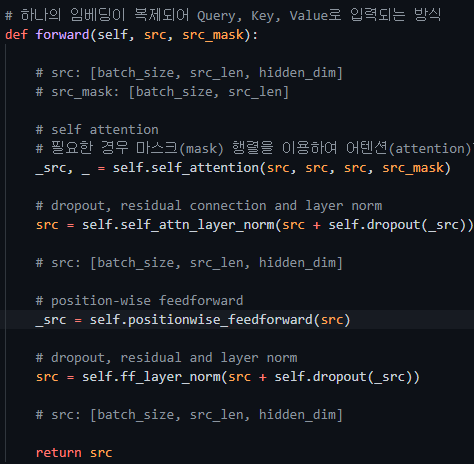 # 하나의 임베딩이 복제되어 Query, Key, Value로 입력되는 방식
def forward(self, src, src_mask):
# src: [batch_size, src_len, hidden_dim]
# src_mask: [batch_size, src_len]
# self attention
# 필요한 경우 마스크(mask) 행렬을 이용하여 어텐션(attention)
_src, _ = self.self_attention(src, src, src, src_mask)
# dropout, residual connection and layer norm
src = self.self_attn_layer_norm(src + self.dropout(_src))
# src: [batch_size, src_len, hidden_dim]
# position-wise feedforward
_src = self.positionwise_feedforward(src)
# dropout, residual and layer norm
src = self.ff_layer_norm(src + self.dropout(_src))
# src: [batch_size, src_len, hidden_dim]
return src